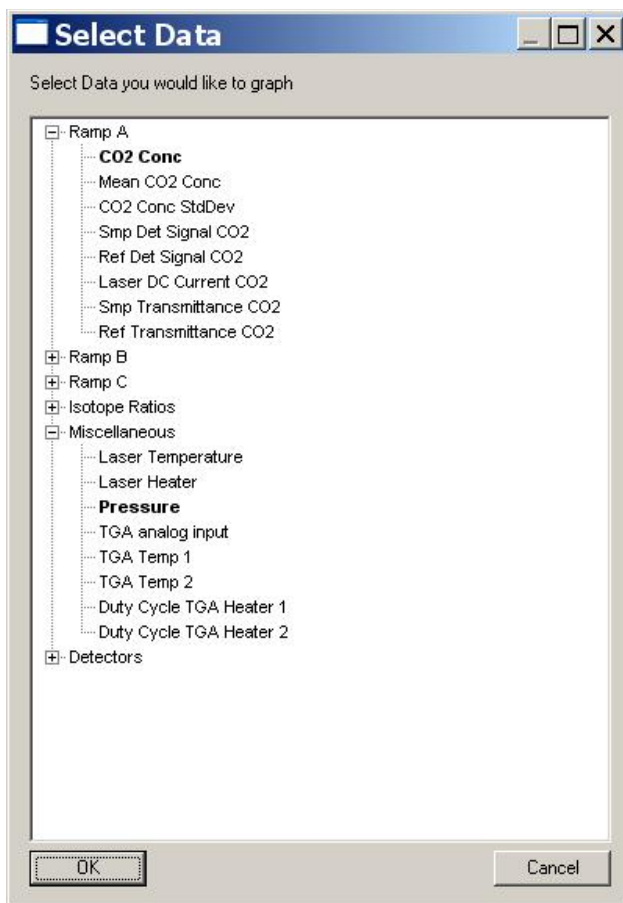 Select Data
Select Data you would like to graph
Ramp A
CO2 Conc
Mean CO2 Conc
CO2 Conc StdDev
Smp Det Signal CO2
Ref Det Signal CO2
Laser DC Current CO2
Smp Transmittance CO2
Ref Transmittance CO2
Ramp B
Ramp C
Isotope Ratios
Miscellaneous
Laser Temperature
Laser Heater
Pressure
TGA analog input
TGA Temp 1
TGA Temp 2
Duty Cycle TGA Heater 1
Duty Cycle TGA Heater 2
Detectors
OK Cancel